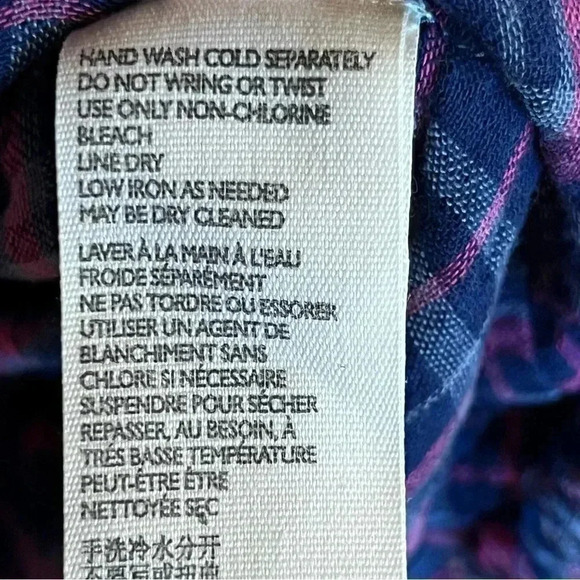 HAND WASH COLD SEPARATELY
DO NOT WRING OR TWIST
USE ONLY NON-CHLORINE
BLEACH
LINE DRY
LOW IRON AS NEEDED
MAY BE DRY CLEANED
LAVER À LA MAIN À L'EAU
FROIDE SÉPARÉMENT
NE PAS TORDRE OU ESSORER
UTILISER UN AGENT DE
BLANCHIMENT SANS
CHLORE SI NÉCESSAIRE
SUSPENDRE POUR SÉCHER
REPASSER, AU BESOIN, À
TRÉS BASSE TEMPÉRATURE
PEUT-ÊTRE ÊTRE
NETTOYÉE SEC
手洗冷水分开